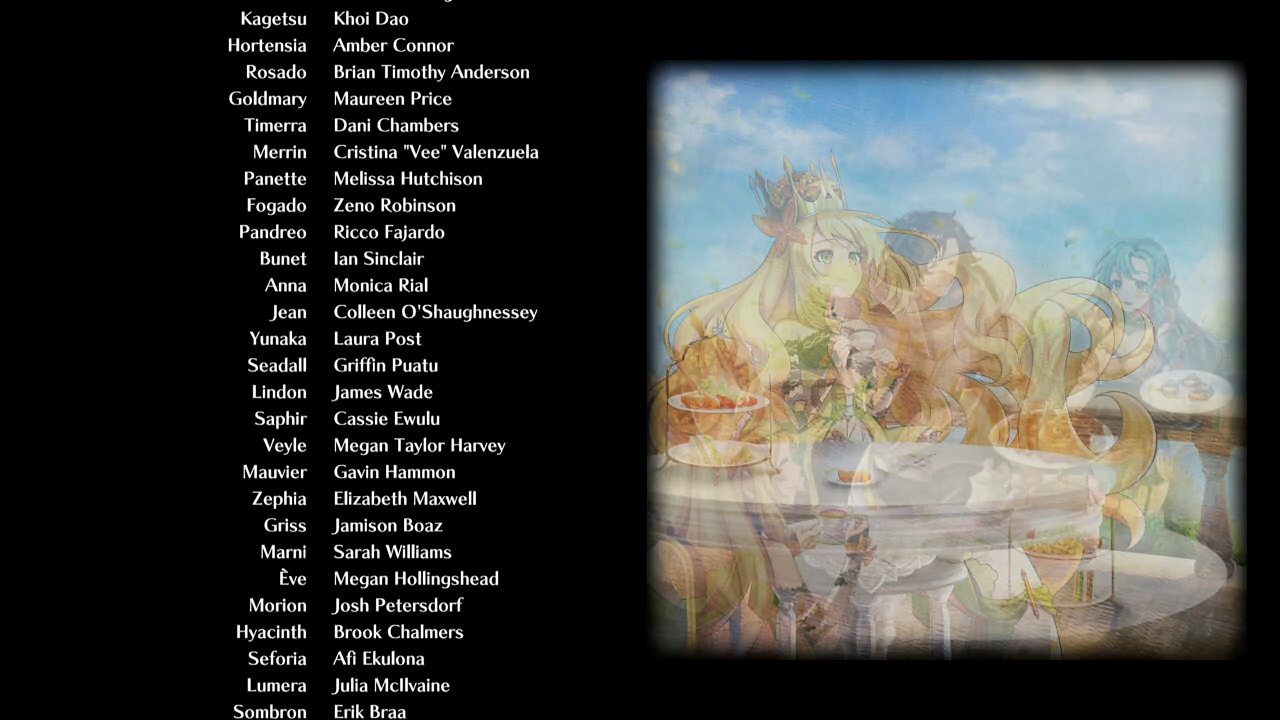 Kagetsu Khoi Dao
Hortensia Amber Connor
Rosado Brian Timothy Anderson
Goldmary Maureen Price
Timerra Dani Chambers
Merrin Cristina "Vee" Valenzuela
Panette Melissa Hutchison
Fogado Zeno Robinson
Pandreo Ricco Fajardo
Bunet Ian Sinclair
Anna Monica Rial
Jean Colleen O'Shaughnessey
Yunaka Laura Post
Seadall Griffin Puatu
Lindon James Wade
Saphir Cassie Ewulu
Veyle Megan Taylor Harvey
Mauvier Gavin Hammon
Zephia Elizabeth Maxwell
Griss Jamison Boaz
Marni Sarah Williams
Ève Megan Hollingshead
Morion Josh Petersdorf
Hyacinth Brook Chalmers
Seforia Afi Ekulona
Lumera Julia McIlvaine
Sombron Erik Braa